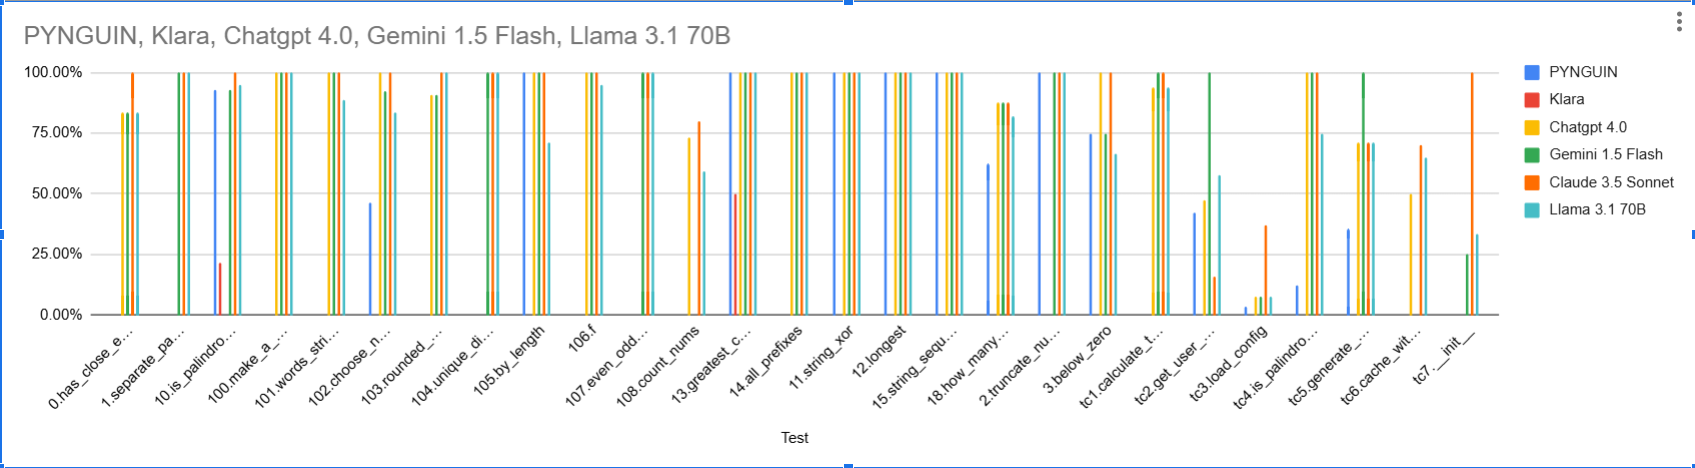 PYNGUIN, Klara, Chatgpt 4.0, Gemini 1.5 Flash, Llama 3.1 70B
100.00%
75.00%
50.00%
25.00%
0.00%
0.has_close_e...
1.separate_pa...
10.is_palindro...
100.make_a_...
101.words_stri...
102.choose_n...
103.rounded_...
104.unique_di...
105.by_length
106.f
107.even_odd...
108.count_nums
13.greatest_c...
14.all_prefixes
11.string_xor
12.longest
15.string_sequ...
18.how_many...
2.truncate_nu...
3.below_zero
tc1.calculate_t...
tc2.get_user_...
tc3.load_config
tc4.is_palindro...
tc5.generate_...
tc6.cache_wit...
tc7.__init__
Test
PYNGUIN
Klara
Chatgpt 4.0
Gemini 1.5 Flash
Claude 3.5 Sonnet
Llama 3.1 70B